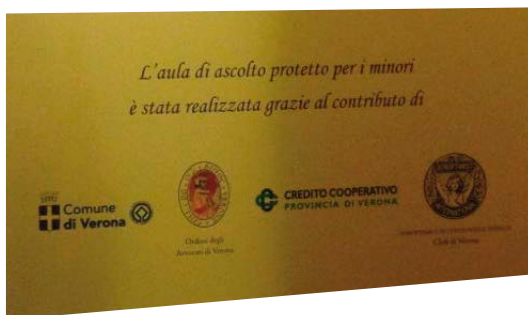 L'aula di ascolto protetto per i minori
è stata realizzata grazie al contributo di
Comune
di Verona
CREDITO COOPERATIVO
PROVINCIA DI VERONA
Ordine degli
Avvocati di Verona
Club di Verona